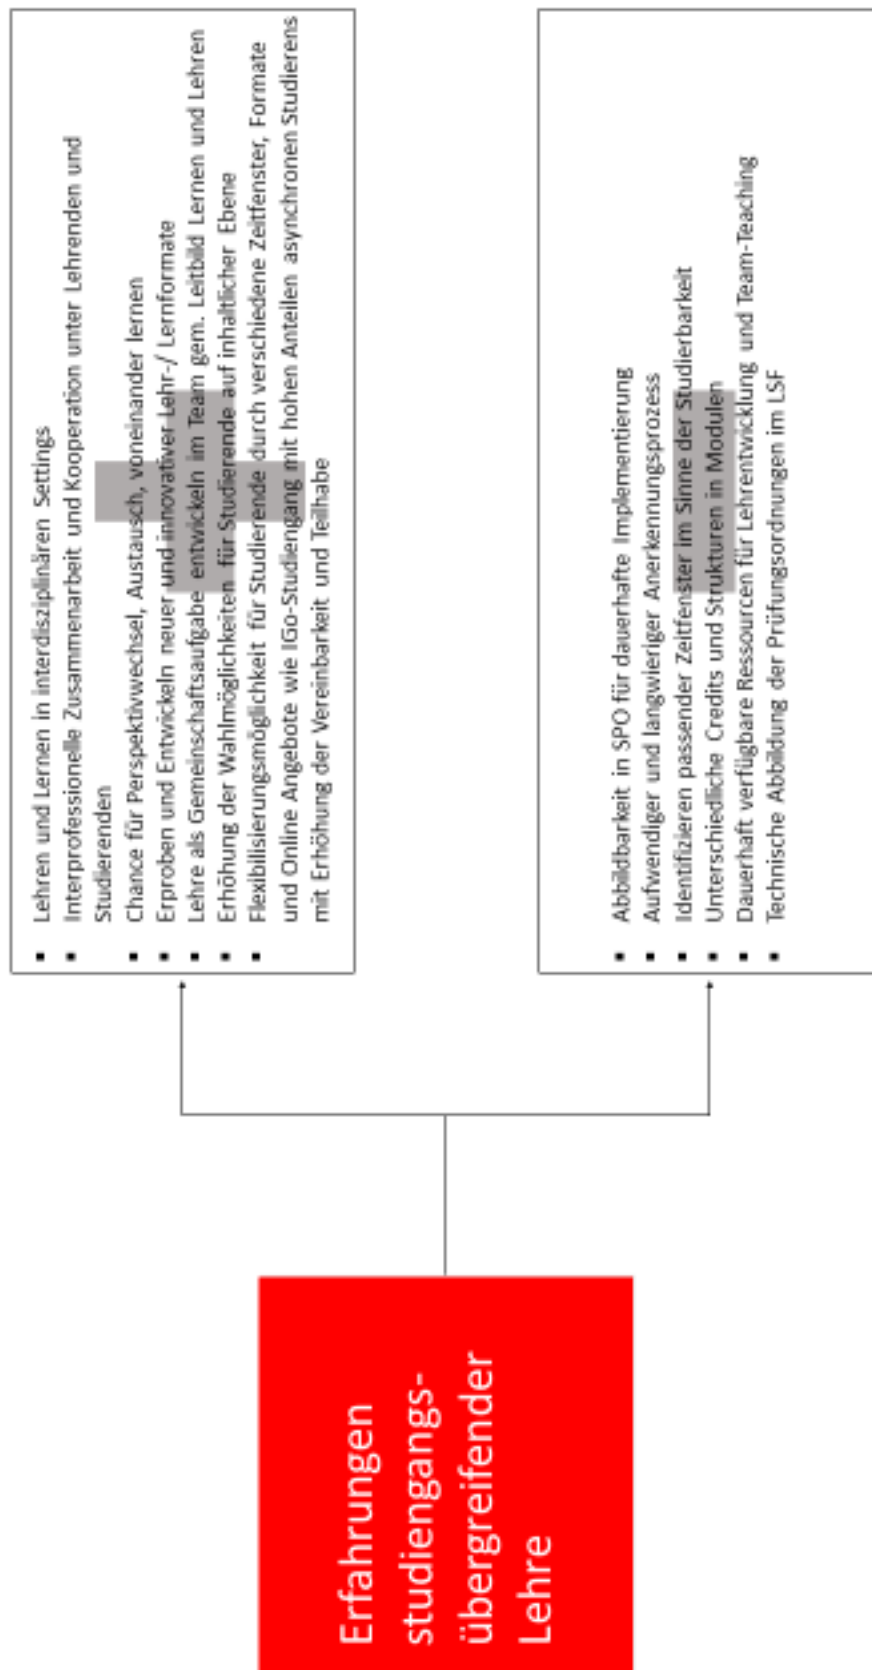 Erfahrungen
studiengangs-
übergreifender
Lehre
▪ Lehren und Lernen in interdisziplinären Settings
▪ Interprofessionelle Zusammenarbeit und Kooperation unter Lehrenden und
Studierenden
▪ Chance für Perspektivwechsel, Austausch, voneinander lernen
▪ Erproben und Entwickeln neuer und innovativer Lehr-/ Lernformate
▪ Lehre als Gemeinschaftsaufgabe entwickeln im Team gem. Leitbild Lernen und Lehren
▪ Erhöhung der Wahlmöglichkeiten für Studierende auf inhaltlicher Ebene
▪ Flexibilisierungsmöglichkeit für Studierende durch verschiedene Zeitfenster, Formate
und Online Angebote wie IGo-Studiengang mit hohen Anteilen asynchronen Studierens
mit Erhöhung der Vereinbarkeit und Teilhabe
▪ Abbildbarkeit in SPO für dauerhafte Implementierung
▪ Aufwendiger und langwieriger Anerkennungsprozess
▪ Identifizieren passender Zeitfenster im Sinne der Studierbarkeit
▪ Unterschiedliche Credits und Strukturen in Modulen
▪ Dauerhaft verfügbare Ressourcen für Lehrentwicklung und Team-Teaching
▪ Technische Abbildung der Prüfungsordnungen im LSF